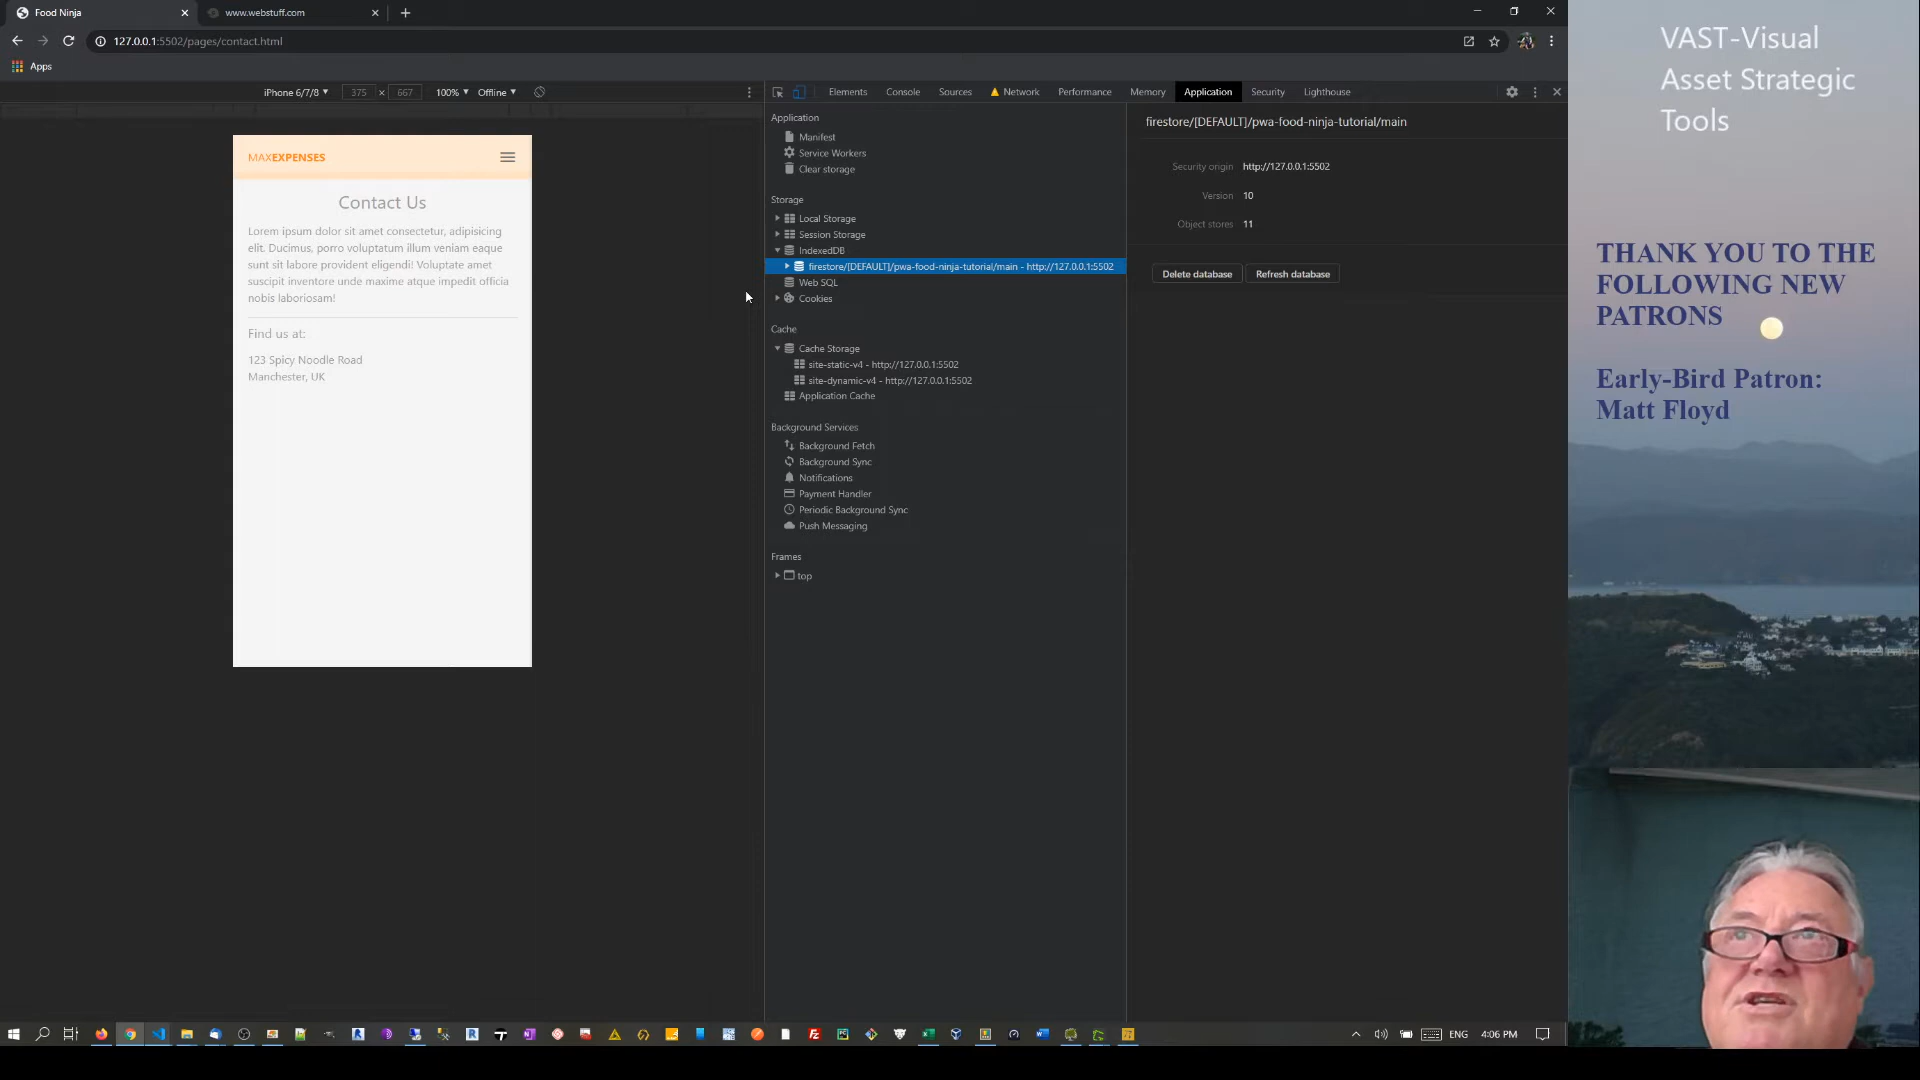 Food Ninja
www.webstuff.com
127.0.0.1:5502/pages/contact.html
Apps
iPhone 6/7/8
375 × 667
100%
Offline
Elements
Console
Sources
Network
Performance
Memory
Application
Security
Lighthouse
MAXEXPENSES
Contact Us
Lorem ipsum dolor sit amet consectetur, adipisicing
elit. Ducimus, porro voluptatum illum veniam eaque
sunt sit labore provident eligendi! Voluptate amet
suscipit inventore unde maxime atque impedit officia
nobis laboriosam!
Find us at:
123 Spicy Noodle Road
Manchester, UK
Application
Manifest
Service Workers
Clear storage
Storage
Local Storage
Session Storage
IndexedDB
firestore/[DEFAULT]/pwa-food-ninja-tutorial/main - http://127.0.0.1:5502
Web SQL
Cookies
Cache
Cache Storage
site-static-v4 - http://127.0.0.1:5502
site-dynamic-v4 - http://127.0.0.1:5502
Application Cache
Background Services
Background Fetch
Background Sync
Notifications
Payment Handler
Periodic Background Sync
Push Messaging
Frames
top
firestore/[DEFAULT]/pwa-food-ninja-tutorial/main
Security origin http://127.0.0.1:5502
Version 10
Object stores 11
Delete database
Refresh database
VAST-Visual
Asset Strategic
Tools
THANK YOU TO THE
FOLLOWING NEW
PATRONS
Early-Bird Patron:
Matt Floyd
ENG
4:06 PM